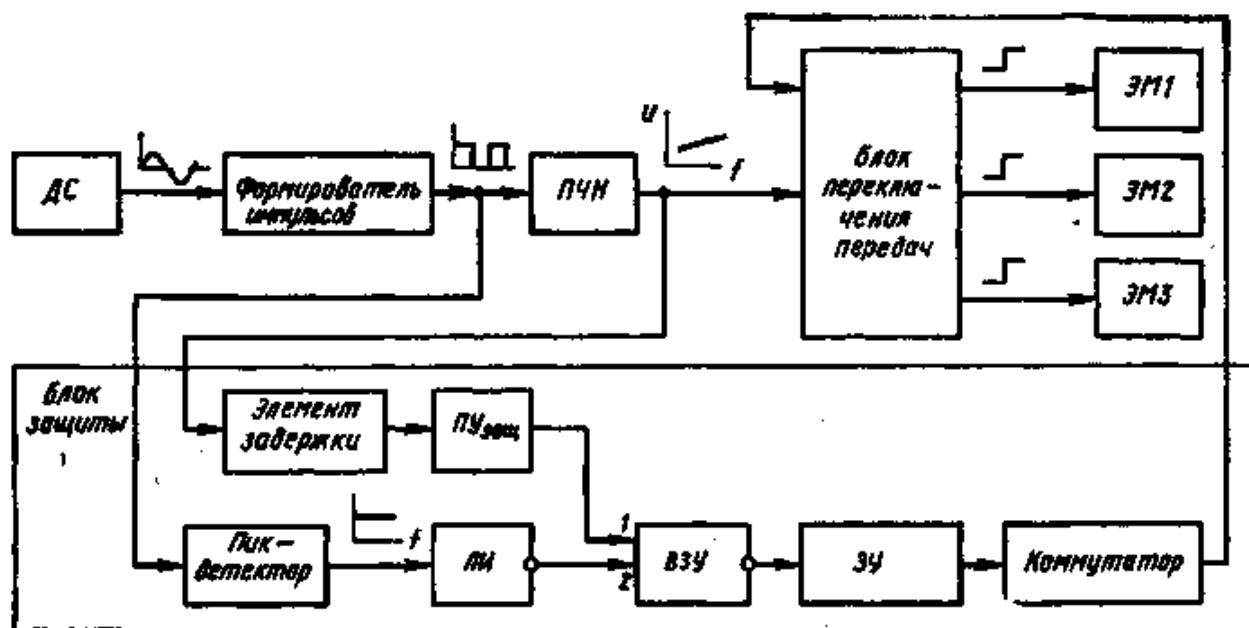 ДС
Формирователь
импульсов
ПЧН
U
f
блок
переклю-
чения
передач
ЭМ1
ЭМ2
ЭМ3
блок
защиты
Элемент
задержки
ПУзащ
Пик-
детектор
f
ЛИ
1
2
ВЗУ
ЗУ
Коммутатор